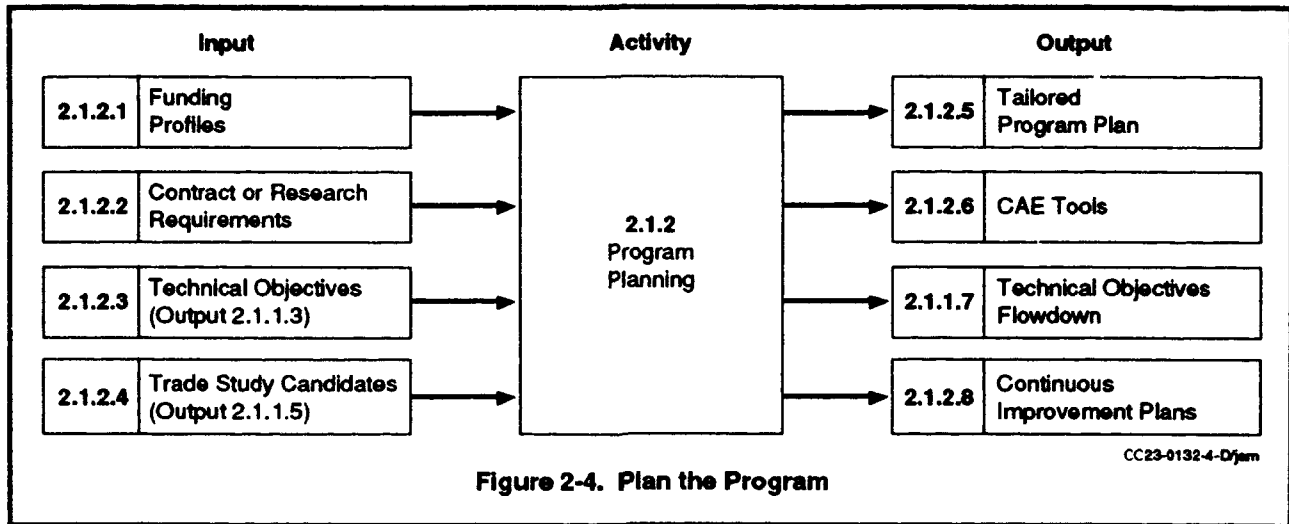 Input
Activity
Output
2.1.2.1
Funding
Profiles
2.1.2.2
Contract or Research
Requirements
2.1.2.3
Technical Objectives
(Output 2.1.1.3)
2.1.2.4
Trade Study Candidates
(Output 2.1.1.5)
2.1.2
Program
Planning
2.1.2.5
Tailored
Program Plan
2.1.2.6
CAE Tools
2.1.1.7
Technical Objectives
Flowdown
2.1.2.8
Continuous
Improvement Plans
CC23-0132-4-D/jem
Figure 2-4. Plan the Program